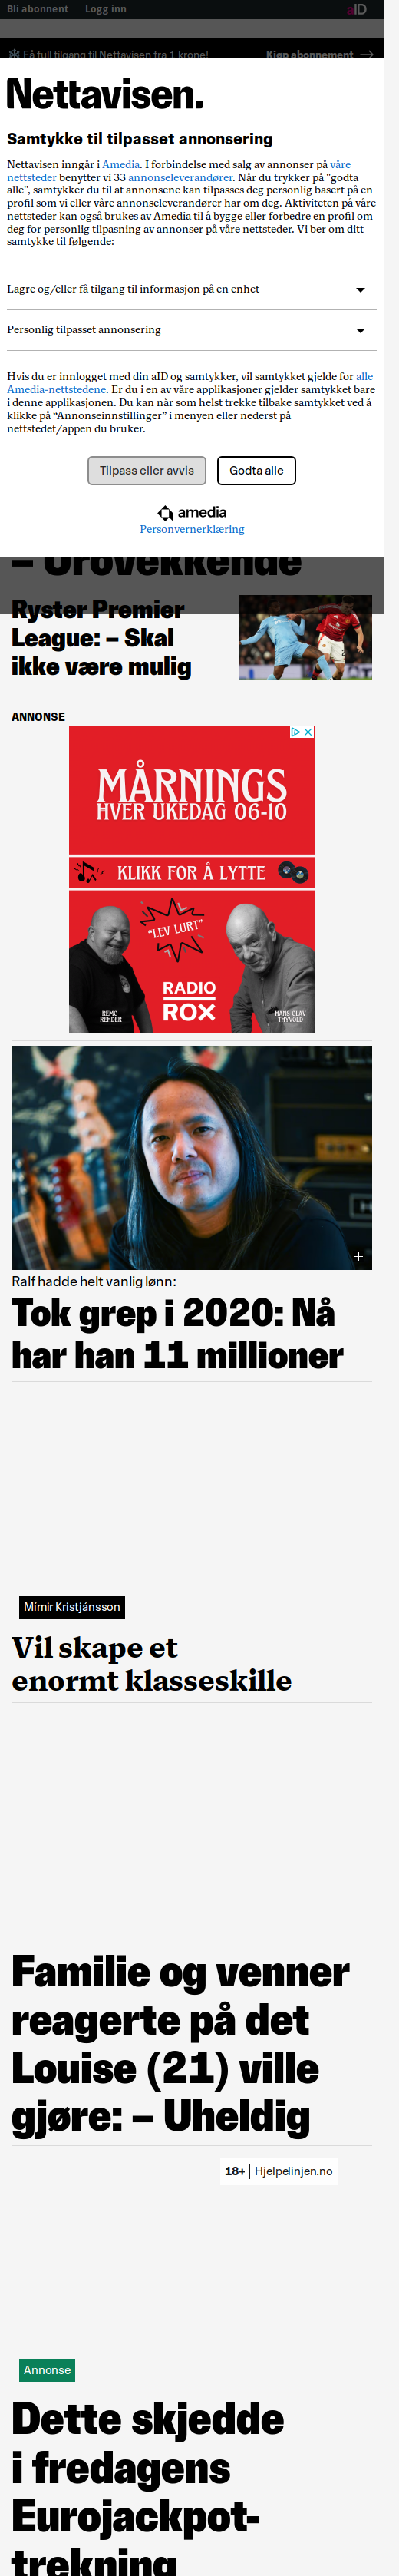 Bli abonnent | Logg inn
aID
Få full tilgang til Nettavisen fra 1 krone!
Kjøp abonnement
Nettavisen.
Samtykke til tilpasset annonsering
Nettavisen inngår i Amedia. I forbindelse med salg av annonser på våre
nettsteder benytter vi 33 annonseleverandører. Når du trykker på "godta
alle", samtykker du til at annonsene kan tilpasses deg personlig basert på en
profil som vi eller våre annonseleverandører har om deg. Aktiviteten på våre
nettsteder kan også brukes av Amedia til å bygge eller forbedre en profil om
deg for personlig tilpasning av annonser på våre nettsteder. Vi ber om ditt
samtykke til følgende:
Lagre og/eller få tilgang til informasjon på en enhet
Personlig tilpasset annonsering
Hvis du er innlogget med din aID og samtykker, vil samtykket gjelde for alle
Amedia-nettstedene. Er du i en av våre applikasjoner gjelder samtykket bare
i denne applikasjonen. Du kan når som helst trekke tilbake samtykket ved å
klikke på “Annonseinnstillinger” i menyen eller nederst på
nettstedet/appen du bruker.
Tilpass eller avvis
Godta alle
amedia
Personvernerklæring
– Urovekkende
Ryster Premier
League: – Skal
ikke være mulig
ANNONSE
MÅRNINGS
HVER UKEDAG 06-10
KLIKK FOR Å LYTTE
“LEV LURT”
RADIO
ROX
REMO
RENDER
HANS OLAV
THYVOLD
Ralf hadde helt vanlig lønn:
Tok grep i 2020: Nå
har han 11 millioner
Mímir Kristjánsson
Vil skape et
enormt klasseskille
Familie og venner
reagerte på det
Louise (21) ville
gjøre: – Uheldig
18+ | Hjelpelinjen.no
Annonse
Dette skjedde
i fredagens
Eurojackpot-
trekning